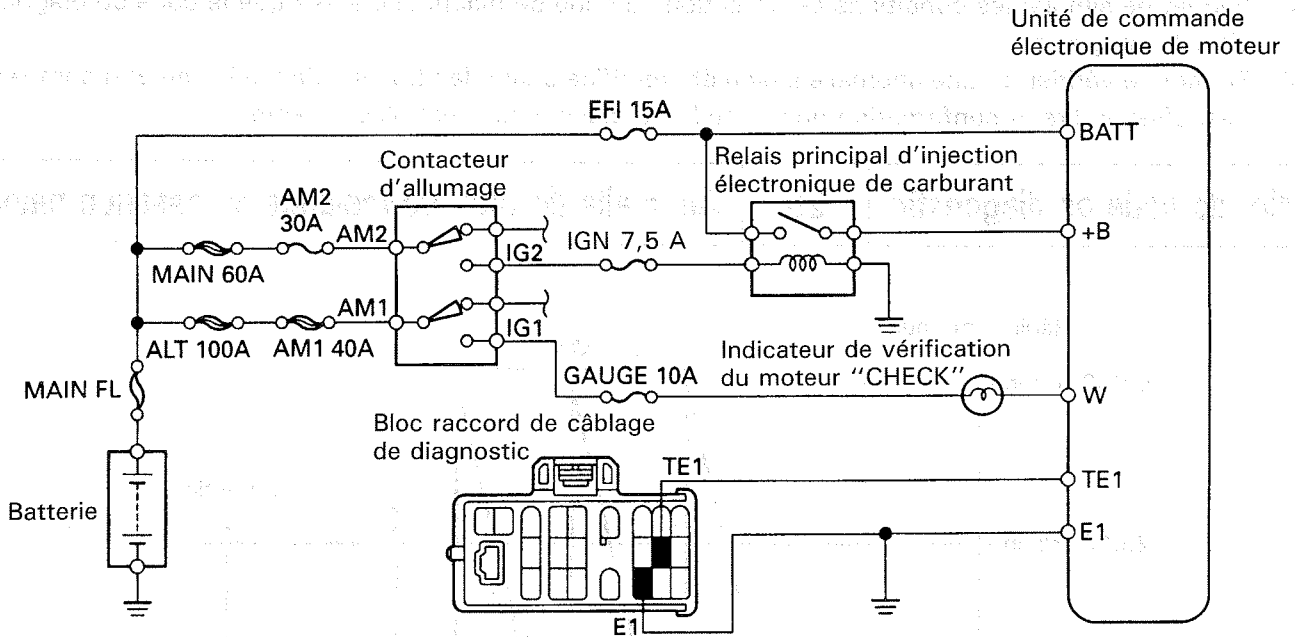 Unité de commande
électronique de moteur
EFI 15A
BATT
Contacteur
d'allumage
Relais principal d'injection
électronique de carburant
AM2
30A
AM2
IG2
IGN 7,5 A
+B
MAIN 60A
AM1
IG1
ALT 100A
AM1 40A
Indicateur de vérification
du moteur "CHECK"
MAIN FL
GAUGE 10A
W
Bloc raccord de câblage
de diagnostic
TE1
TE1
Batterie
E1
E1